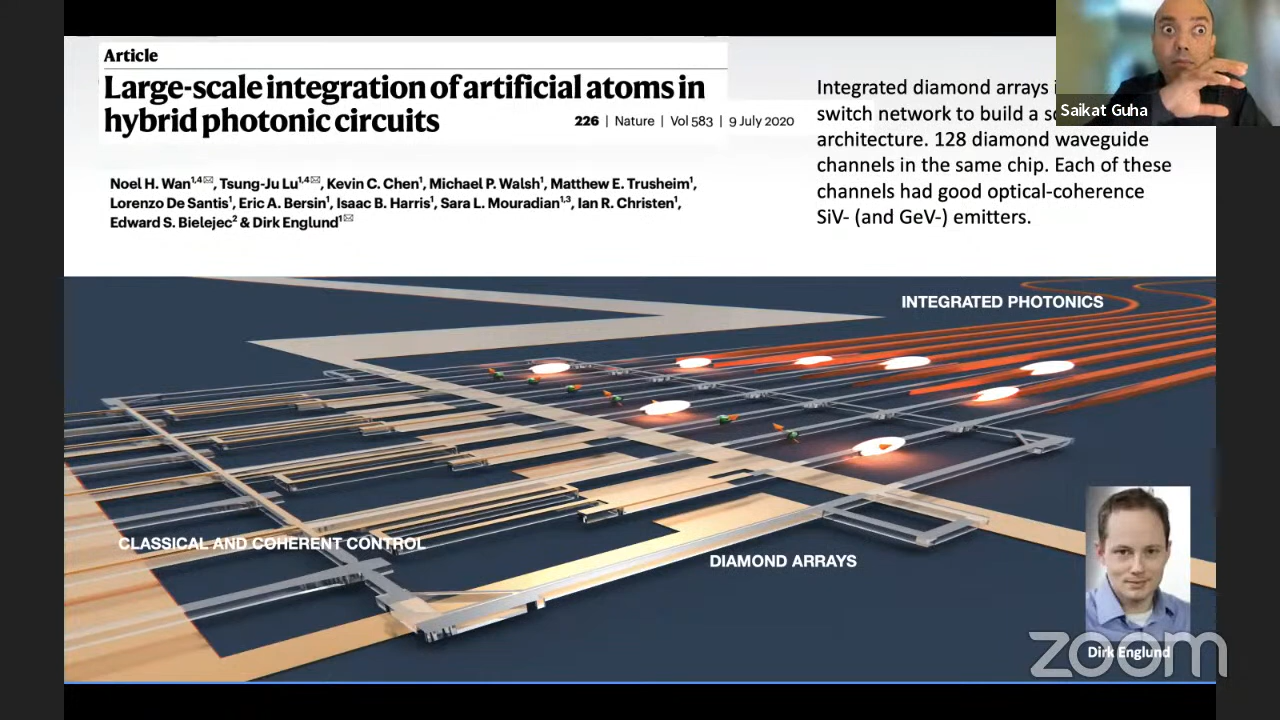 Article
Large-scale integration of artificial atoms in
hybrid photonic circuits
226 | Nature | Vol 583 | 9 July 2020
Noel H. Wan1,4✉, Tsung-Ju Lu1,4✉, Kevin C. Chen1, Michael P. Walsh1, Matthew E. Trusheim1,
Lorenzo De Santis1, Eric A. Bersin1, Isaac B. Harris1, Sara L. Mouradian1,3, Ian R. Christen1,
Edward S. Bielejec2 & Dirk Englund1✉
Integrated diamond arrays
switch network to build a
architecture. 128 diamond waveguide
channels in the same chip. Each of these
channels had good optical-coherence
SiV- (and GeV-) emitters.
Saikat Guha
INTEGRATED PHOTONICS
CLASSICAL AND COHERENT CONTROL
DIAMOND ARRAYS
Dirk Englund
zoom